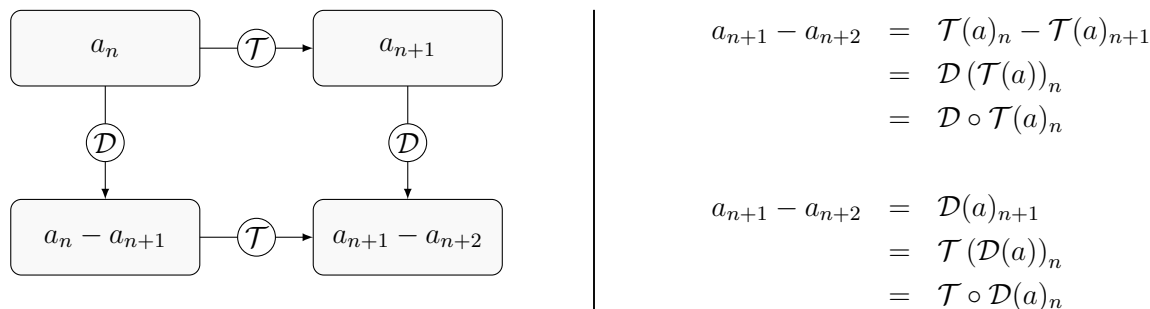 a_n 𝒯 a_{n+1}
𝒟 𝒟
a_n − a_{n+1} 𝒯 a_{n+1} − a_{n+2}
a_{n+1} − a_{n+2} = 𝒯(a)_n − 𝒯(a)_{n+1}
= 𝒟 (𝒯(a))_n
= 𝒟 ∘ 𝒯(a)_n
a_{n+1} − a_{n+2} = 𝒟(a)_{n+1}
= 𝒯 (𝒟(a))_n
= 𝒯 ∘ 𝒟(a)_n